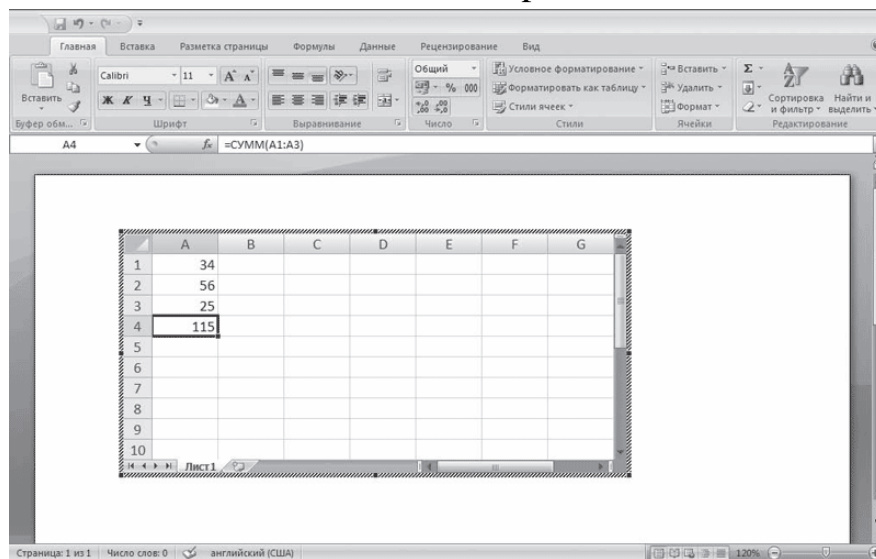 Главная Вставка Разметка страницы Формулы Данные Рецензирование Вид
Calibri 11 A A Общий Условное форматирование Вставить Σ
Вставить Ж К Ч A % 000 Форматировать как таблицу Удалить Сортировка Найти и
,00 ,0 Стили ячеек Формат и фильтр выделить
Буфер обм... Шрифт Выравнивание Число Стили Ячейки Редактирование
A4 fx =СУММ(A1:A3)
A B C D E F G
1 34
2 56
3 25
4 115
5
6
7
8
9
10
Лист1
Страница: 1 из 1 Число слов: 0 английский (США) 120%